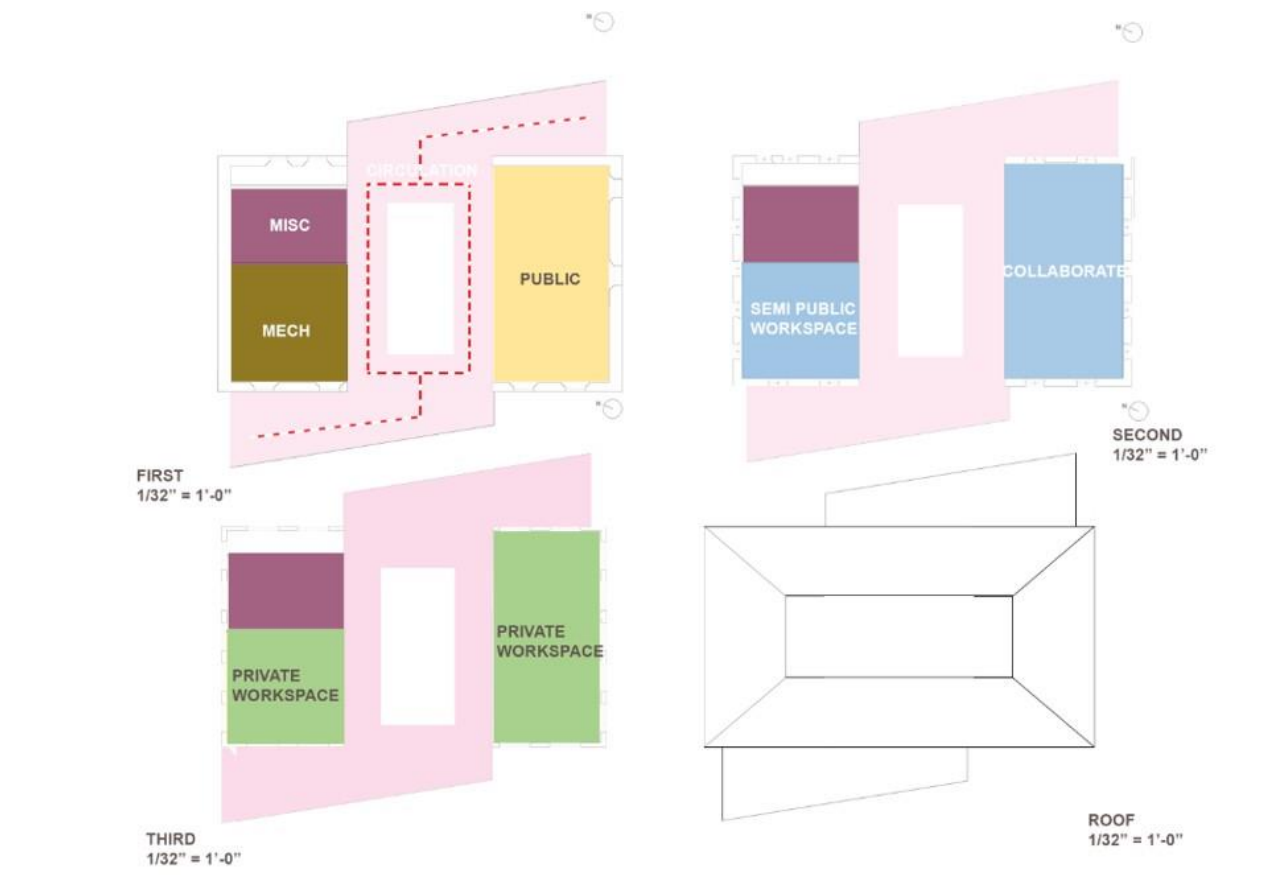 CIRCULATION
MISC
MECH
PUBLIC
FIRST
1/32” = 1’-0”
SEMI PUBLIC
WORKSPACE
COLLABORATE
SECOND
1/32” = 1’-0”
PRIVATE
WORKSPACE
PRIVATE
WORKSPACE
THIRD
1/32” = 1’-0”
ROOF
1/32” = 1’-0”